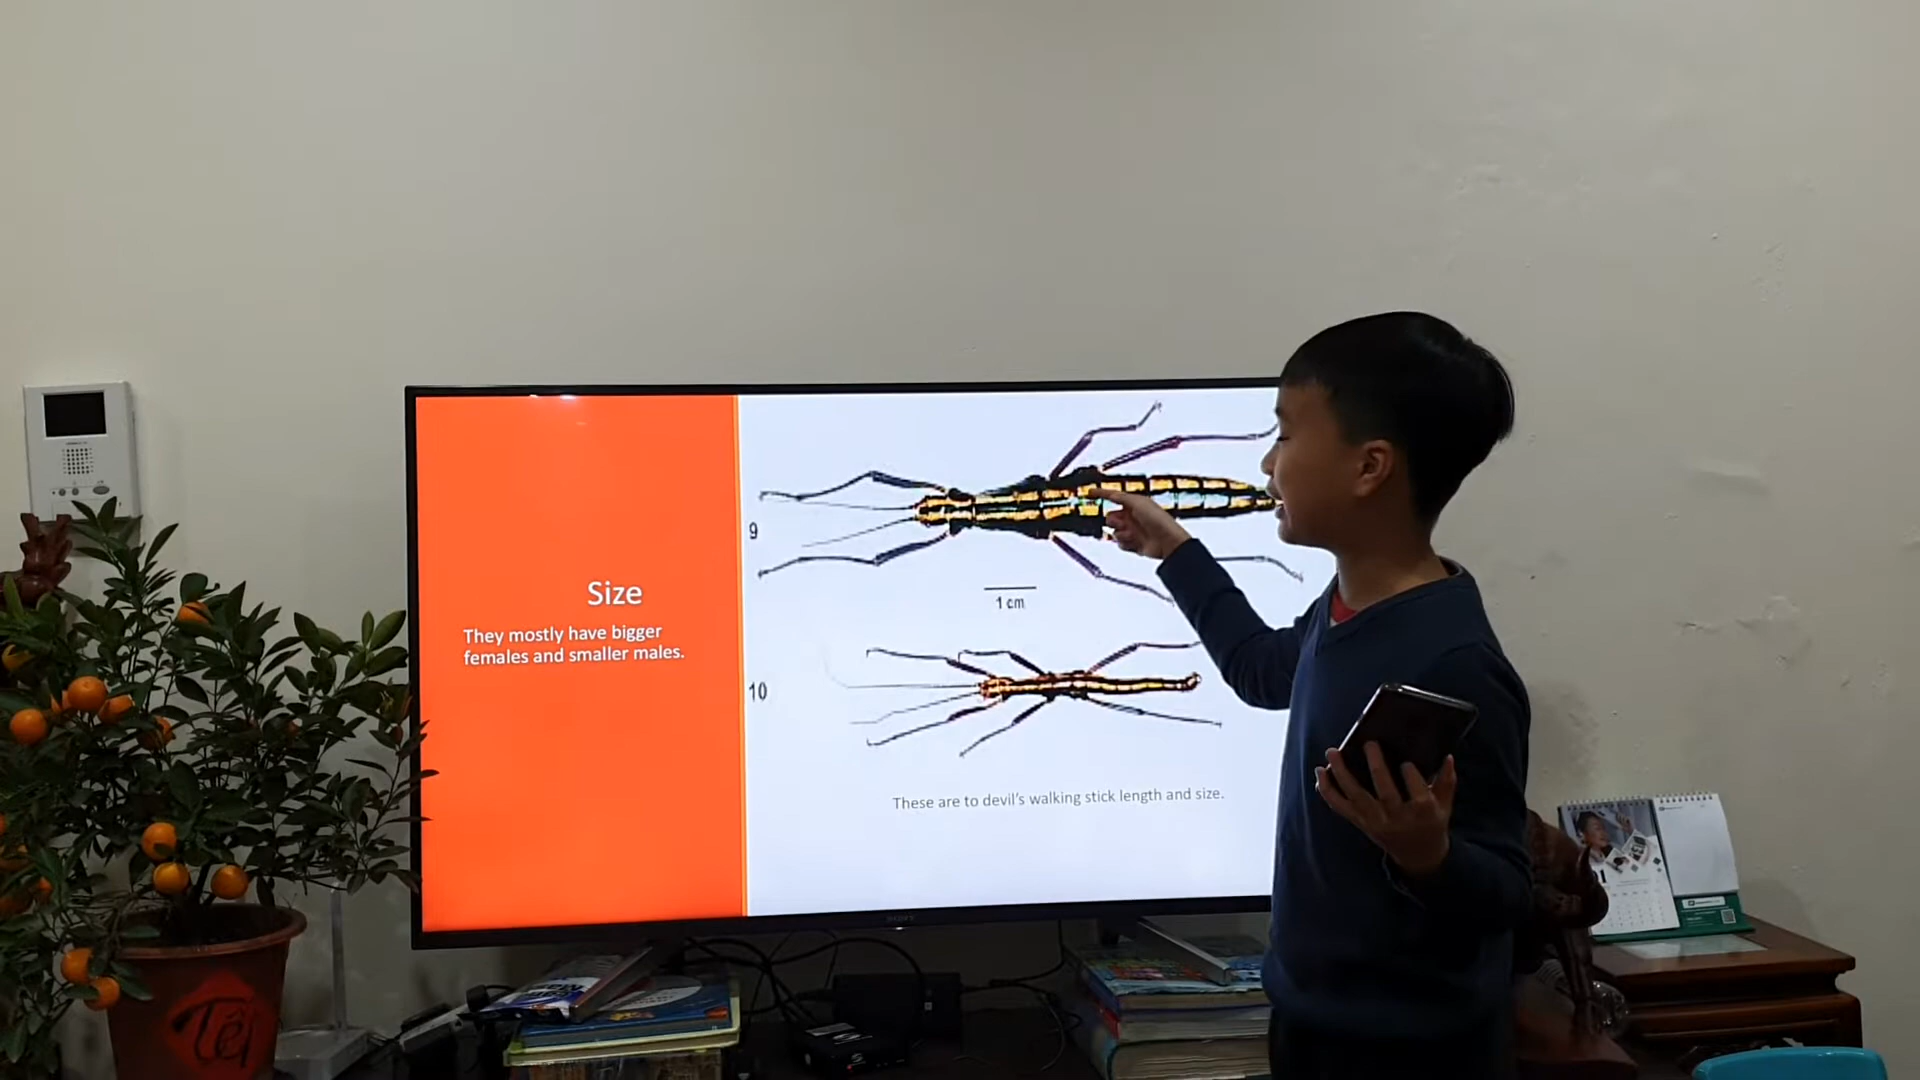 Size
They mostly have bigger
females and smaller males.
9
1 cm
10
These are to devil's walking stick length and size.
SONY
Tết